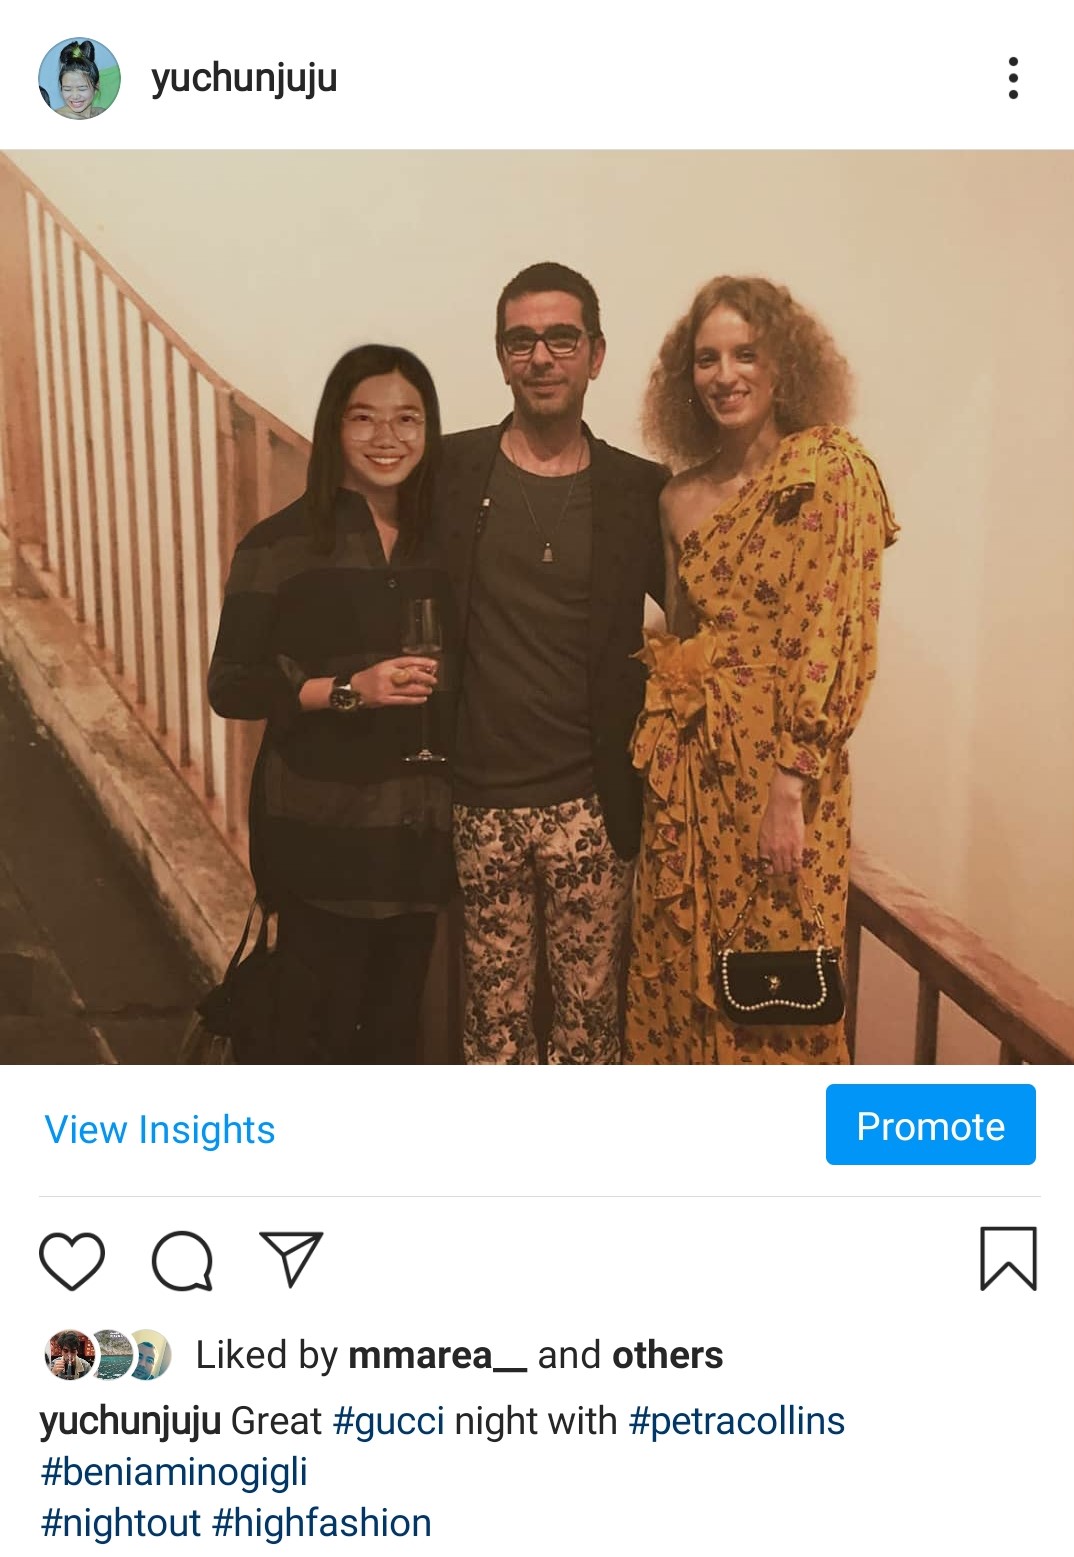 yuchunjuju
View Insights
Promote
Liked by mmarea__ and others
yuchunjuju Great #gucci night with #petracollins
#beniaminogigli
#nightout #highfashion